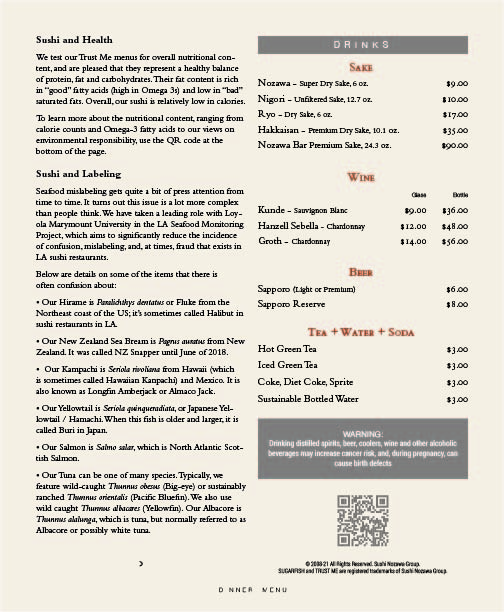 Sushi and Health
We test our Trust Me menus for overall nutritional con-
tent, and are pleased that they represent a healthy balance
of protein, fat and carbohydrates. Their fat content is rich
in “good” fatty acids (high in Omega 3s) and low in “bad”
saturated fats. Overall, our sushi is relatively low in calories.
To learn more about the nutritional content, ranging from
calorie counts and Omega-3 fatty acids to our views on
environmental responsibility, use the QR code at the
bottom of the page.
Sushi and Labeling
Seafood mislabeling gets quite a bit of press attention from
time to time. It turns out this issue is a lot more complex
than people think. We have taken a leading role with Loy-
ola Marymount University in the LA Seafood Monitoring
Project, which aims to significantly reduce the incidence
of confusion, mislabeling, and, at times, fraud that exists in
LA sushi restaurants.
Below are details on some of the items that there is
often confusion about:
• Our Hirame is Paralichthys dentatus or Fluke from the
Northeast coast of the US; it's sometimes called Halibut in
sushi restaurants in LA.
• Our New Zealand Sea Bream is Pagrus auratus from New
Zealand. It was called NZ Snapper until June of 2018.
• Our Kampachi is Seriola rivoliana from Hawaii (which
is sometimes called Hawaiian Kanpachi) and Mexico. It is
also known as Longfin Amberjack or Almaco Jack.
• Our Yellowtail is Seriola quinqueradiata, or Japanese Yel-
lowtail / Hamachi. When this fish is older and larger, it is
called Buri in Japan.
• Our Salmon is Salmo salar, which is North Atlantic Scot-
tish Salmon.
• Our Tuna can be one of many species. Typically, we
feature wild-caught Thunnus obesus (Big-eye) or sustainably
ranched Thunnus orientalis (Pacific Bluefin). We also use
wild caught Thunnus albacares (Yellowfin). Our Albacore is
Thunnus alalunga, which is tuna, but normally referred to as
Albacore or possibly white tuna.
DRINKS
SAKE
Nozawa – Super Dry Sake, 6 oz. $9.00
Nigori – Unfiltered Sake, 12.7 oz. $10.00
Ryo – Dry Sake, 6 oz. $17.00
Hakkaisan – Premium Dry Sake, 10.1 oz. $35.00
Nozawa Bar Premium Sake, 24.3 oz. $90.00
WINE
Glass Bottle
Kunde – Sauvignon Blanc $9.00 $36.00
Hanzell Sebella – Chardonnay $12.00 $48.00
Groth – Chardonnay $14.00 $56.00
BEER
Sapporo (Light or Premium) $6.00
Sapporo Reserve $8.00
TEA + WATER + SODA
Hot Green Tea $3.00
Iced Green Tea $3.00
Coke, Diet Coke, Sprite $3.00
Sustainable Bottled Water $3.00
WARNING:
Drinking distilled spirits, beer, coolers, wine and other alcoholic
beverages may increase cancer risk, and, during pregnancy, can
cause birth defects
© 2008-21 All Rights Reserved. Sushi Nozawa Group.
SUGARFISH and TRUST ME are registered trademarks of Sushi Nozawa Group.
DINNER MENU